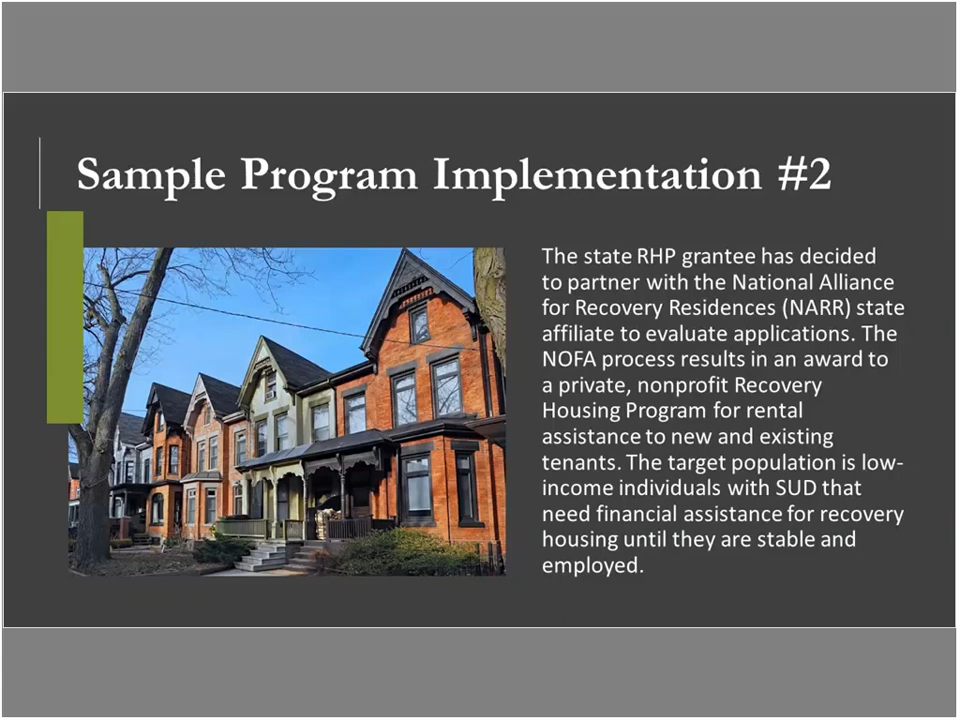 Sample Program Implementation #2
The state RHP grantee has decided
to partner with the National Alliance
for Recovery Residences (NARR) state
affiliate to evaluate applications. The
NOFA process results in an award to
a private, nonprofit Recovery
Housing Program for rental
assistance to new and existing
tenants. The target population is low-
income individuals with SUD that
need financial assistance for recovery
housing until they are stable and
employed.